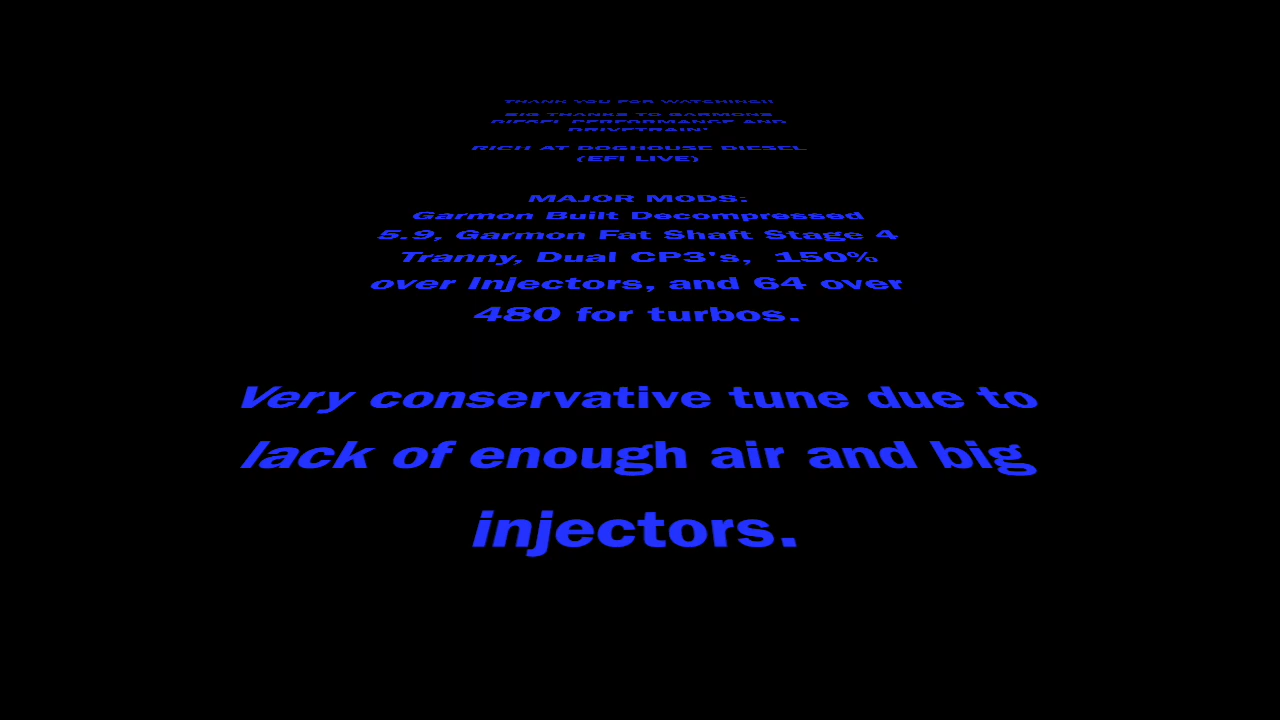 THANK YOU FOR WATCHING!!
BIG THANKS TO GARMONS
PERFORMANCE AND
DRIVETRAIN'
RICH AT DOGHOUSE DIESEL
(EFI LIVE)
MAJOR MODS:
Garmon Built Decompressed
5.9, Garmon Fat Shaft Stage 4
Tranny, Dual CP3's, 150%
over Injectors, and 64 over
480 for turbos.
Very conservative tune due to
lack of enough air and big
injectors.